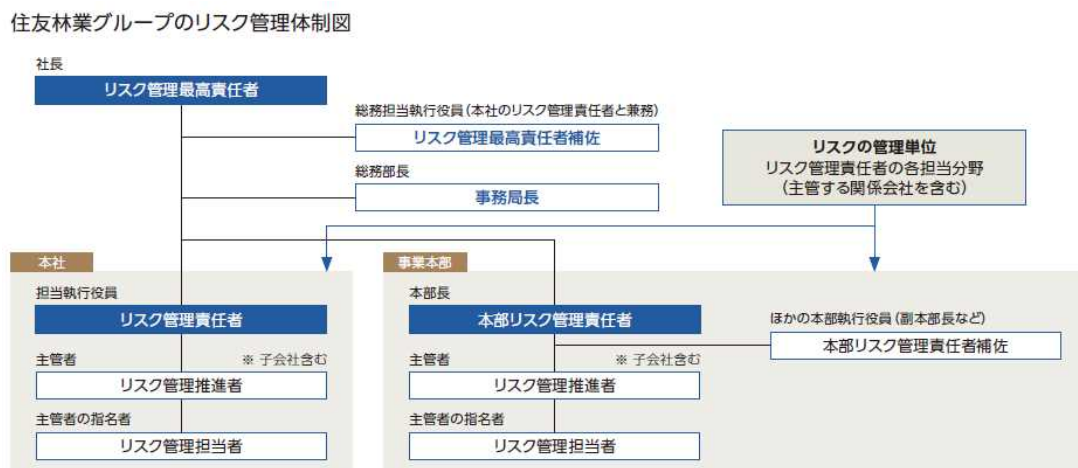 住友林業グループのリスク管理体制図
社長
リスク管理最高責任者
総務担当執行役員（本社のリスク管理責任者と兼務）
リスク管理最高責任者補佐
総務部長
事務局長
リスクの管理単位
リスク管理責任者の各担当分野
（主管する関係会社を含む）
本社
担当執行役員
リスク管理責任者
主管者
※ 子会社含む
リスク管理推進者
主管者の指名者
リスク管理担当者
事業本部
本部長
本部リスク管理責任者
ほかの本部執行役員（副本部長など）
本部リスク管理責任者補佐
主管者
※ 子会社含む
リスク管理推進者
主管者の指名者
リスク管理担当者